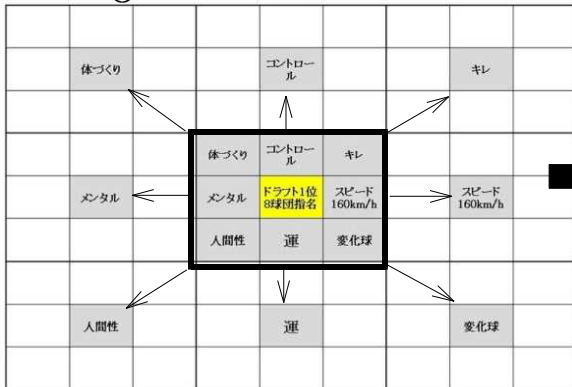 体づくり
コントロー
ル
キレ
体づくり
コントロー
ル
キレ
メンタル
メンタル
ドラフト1位
8球団指名
スピード
160km/h
スピード
160km/h
人間性
運
変化球
人間性
運
変化球